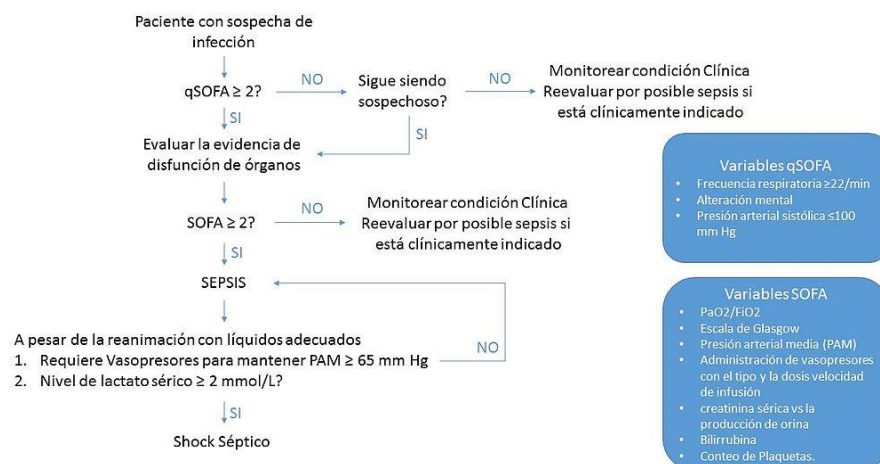 Paciente con sospecha de
infección
qSOFA ≥ 2?
NO
Sigue siendo
sospechoso?
NO
Monitorear condición Clínica
Reevaluar por posible sepsis si
está clínicamente indicado
SI
SI
Evaluar la evidencia de
disfunción de órganos
SOFA ≥ 2?
NO
Monitorear condición Clínica
Reevaluar por posible sepsis si
está clínicamente indicado
SI
SEPSIS
A pesar de la reanimación con líquidos adecuados
1. Requiere Vasopresores para mantener PAM ≥ 65 mm Hg
2. Nivel de lactato sérico ≥ 2 mmol/L?
NO
SI
Shock Séptico
Variables qSOFA
• Frecuencia respiratoria ≥22/min
• Alteración mental
• Presión arterial sistólica ≤100
mm Hg
Variables SOFA
• PaO2/FiO2
• Escala de Glasgow
• Presión arterial media (PAM)
• Administración de vasopresores
con el tipo y la dosis velocidad
de infusión
• creatinina sérica vs la
producción de orina
• Bilirrubina
• Conteo de Plaquetas.